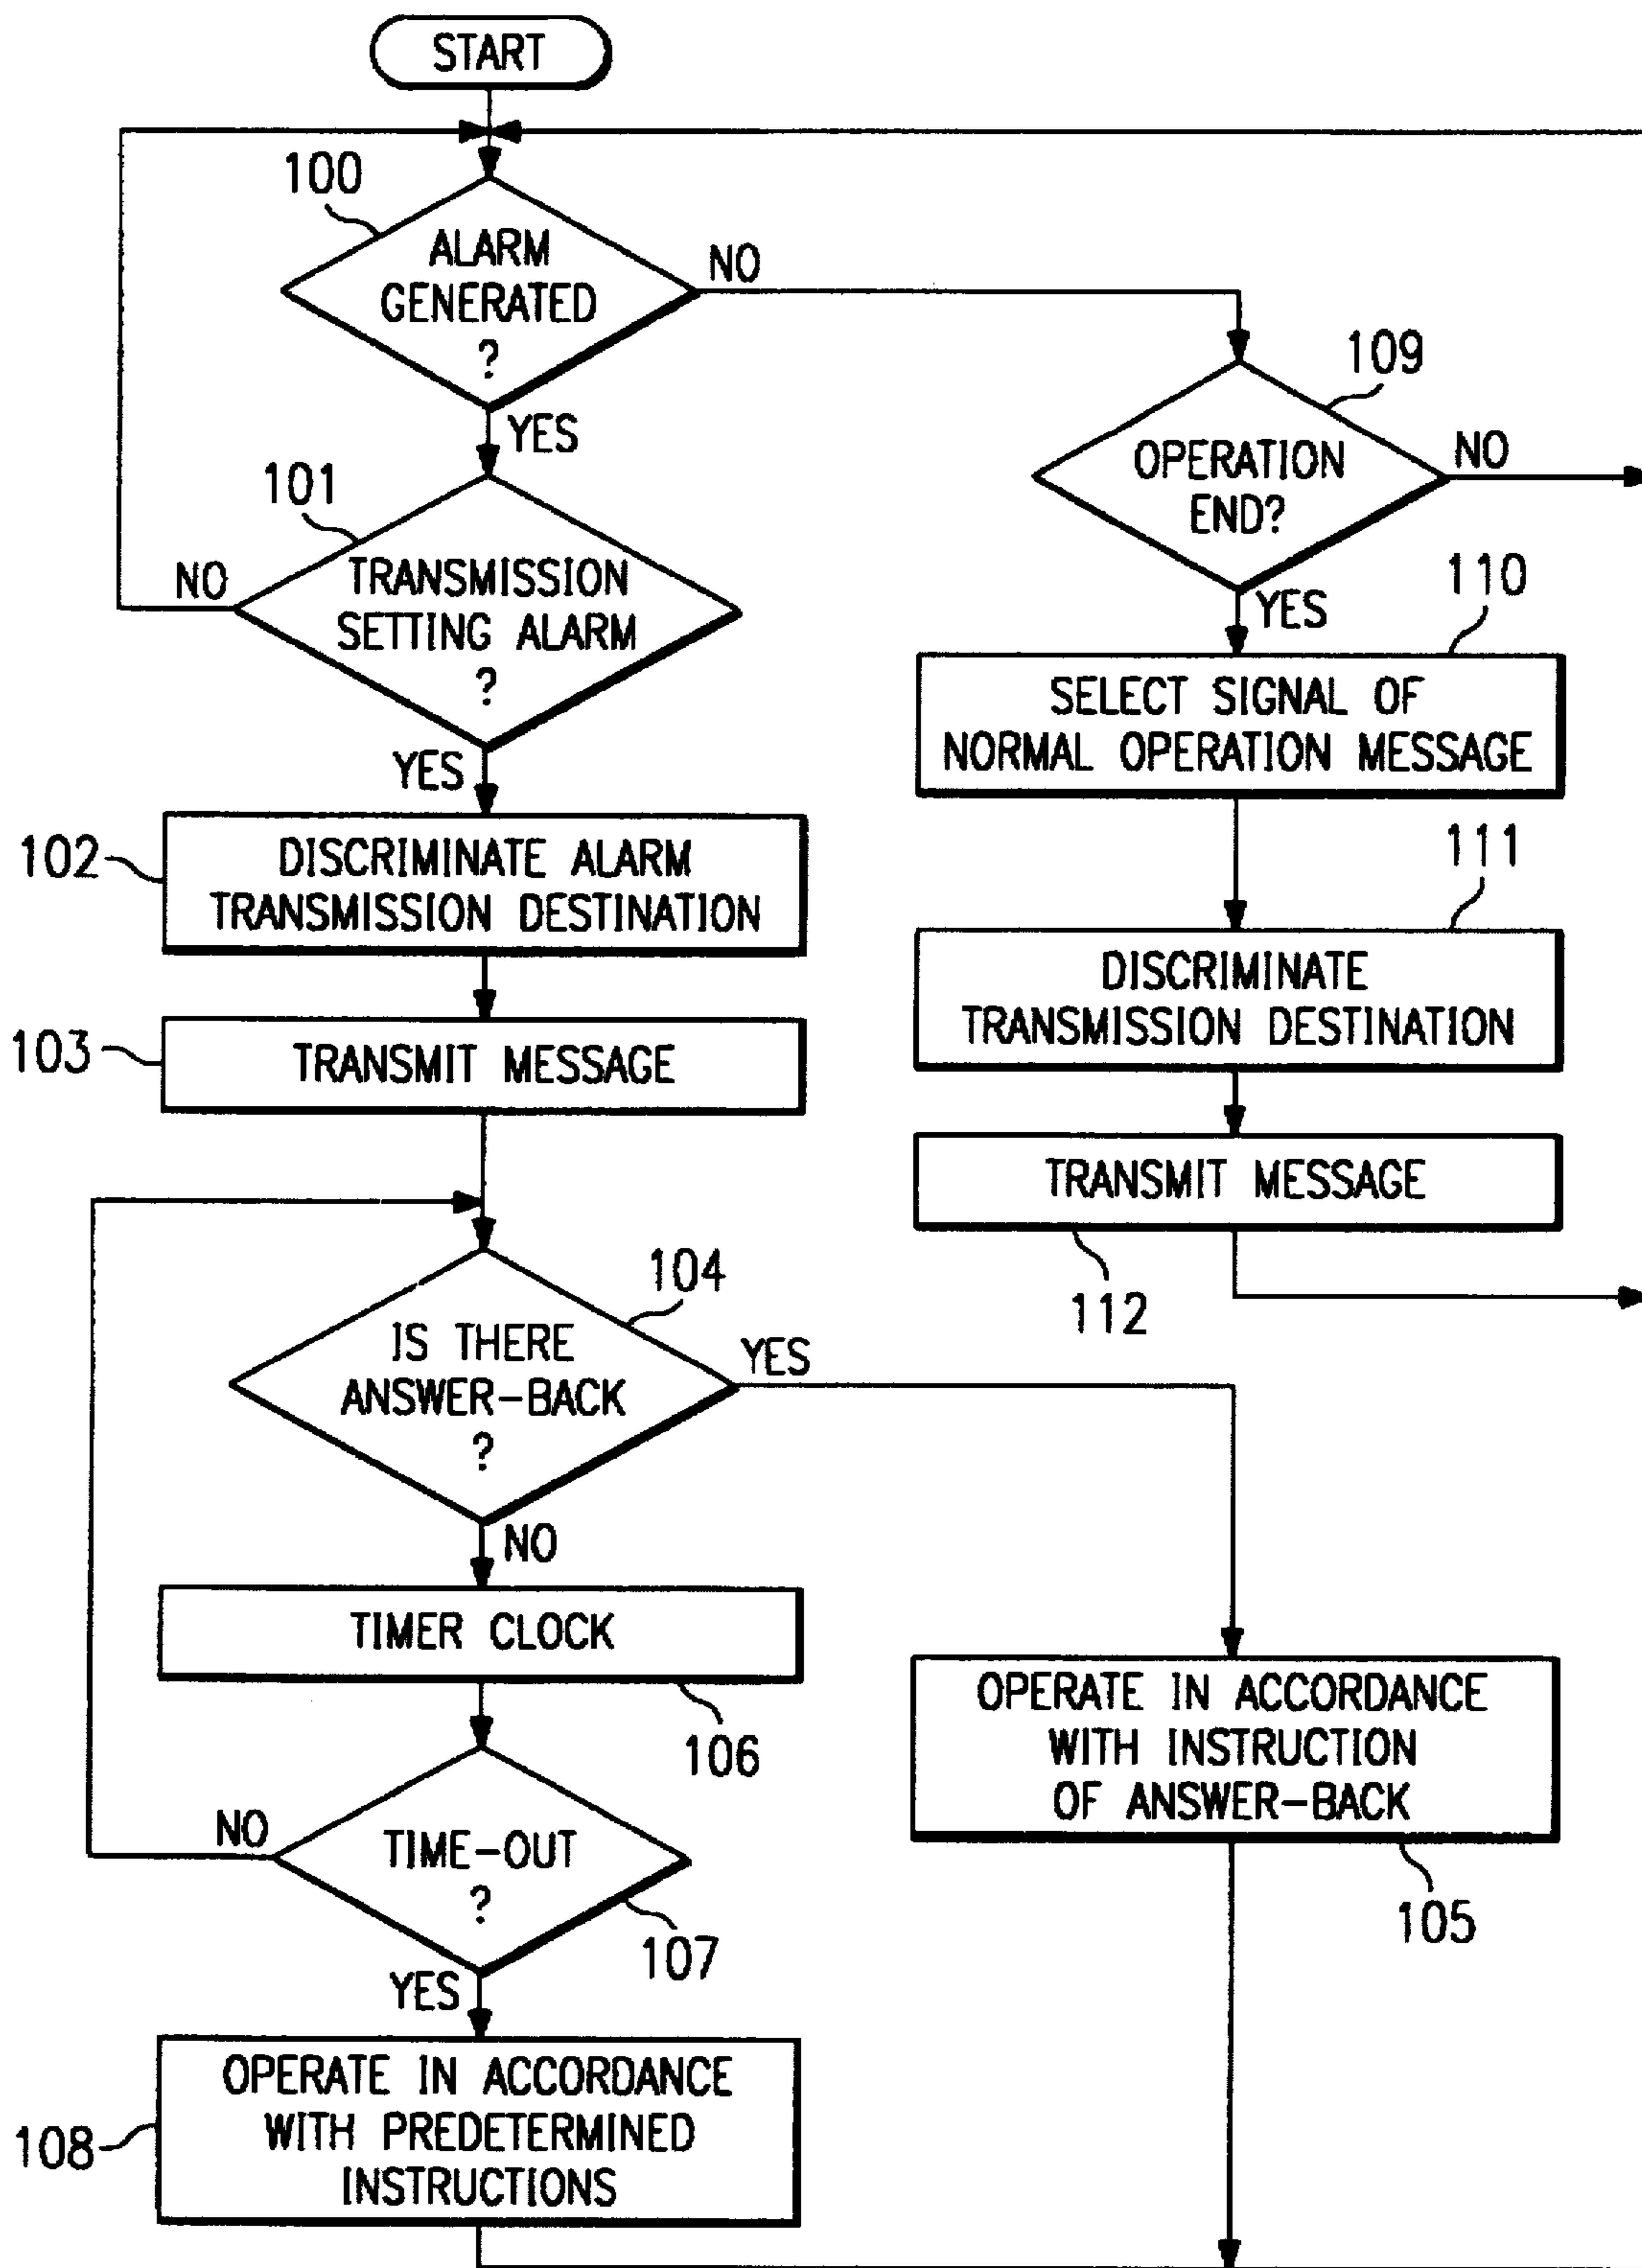 START
100
ALARM
GENERATED
?
NO
YES
109
OPERATION
END?
NO
YES
101
TRANSMISSION
SETTING ALARM
?
NO
YES
110
SELECT SIGNAL OF
NORMAL OPERATION MESSAGE
102
DISCRIMINATE ALARM
TRANSMISSION DESTINATION
111
DISCRIMINATE
TRANSMISSION DESTINATION
103
TRANSMIT MESSAGE
TRANSMIT MESSAGE
112
104
IS THERE
ANSWER-BACK
?
YES
NO
TIMER CLOCK
106
OPERATE IN ACCORDANCE
WITH INSTRUCTION
OF ANSWER-BACK
105
TIME-OUT
?
NO
107
YES
108
OPERATE IN ACCORDANCE
WITH PREDETERMINED
INSTRUCTIONS